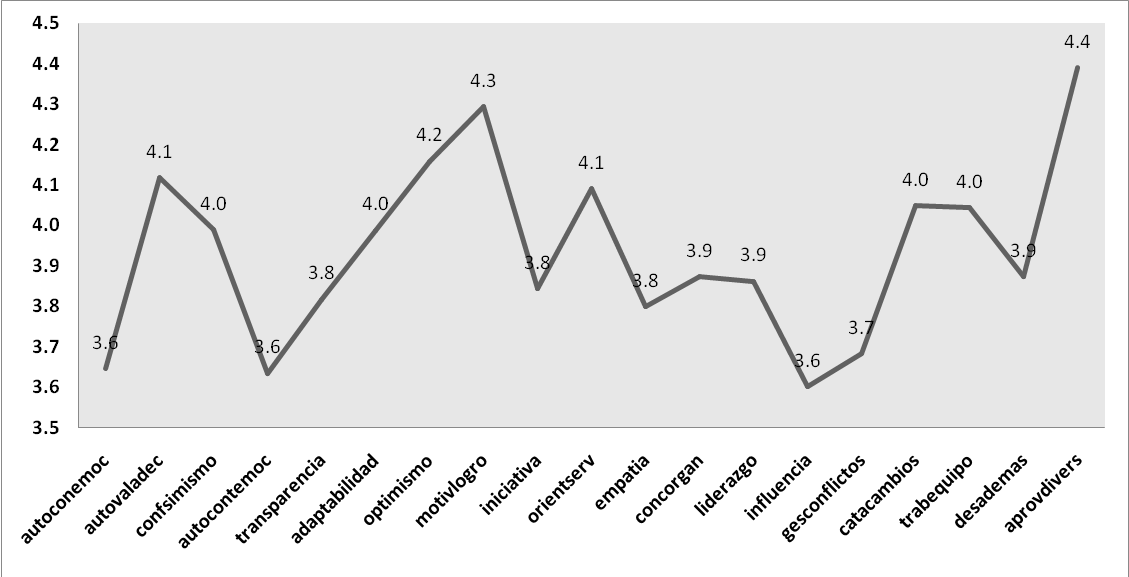 4.5
4.4
4.3
4.2
4.1
4.0
3.9
3.8
3.7
3.6
3.5
3.6
4.1
4.0
3.6
3.8
4.0
4.2
4.3
3.8
4.1
3.8
3.9
3.9
3.6
3.7
4.0
4.0
3.9
4.4
autoconemoc
autovaladec
confsimismo
autocontemoc
transparencia
adaptabilidad
optimismo
motivlogro
iniciativa
orientserv
empatia
concorgan
liderazgo
influencia
gesconflictos
catacambios
trabequipo
desademas
aprovdivers